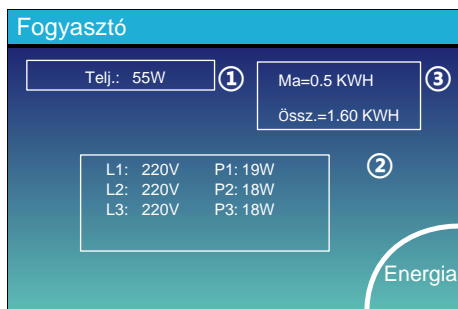 Fogyasztó
Telj.: 55W
①
Ma=0.5 KWH
③
Össz.=1.60 KWH
②
L1: 220V P1: 19W
L2: 220V P2: 18W
L3: 220V P3: 18W
Energia